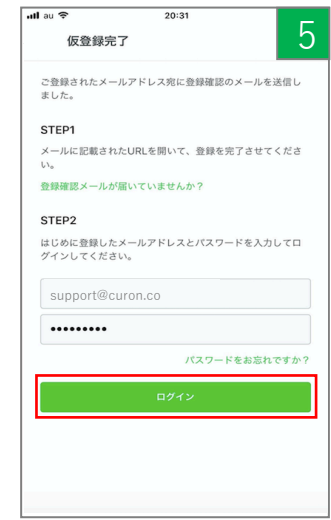 au 20:31
仮登録完了
5
ご登録されたメールアドレス宛に登録確認のメールを送信し
ました。
STEP1
メールに記載されたURLを開いて、登録を完了させてくださ
い。
登録確認メールが届いていませんか？
STEP2
はじめに登録したメールアドレスとパスワードを入力してロ
グインしてください。
support@curon.co
•••••••••
パスワードをお忘れですか？
ログイン